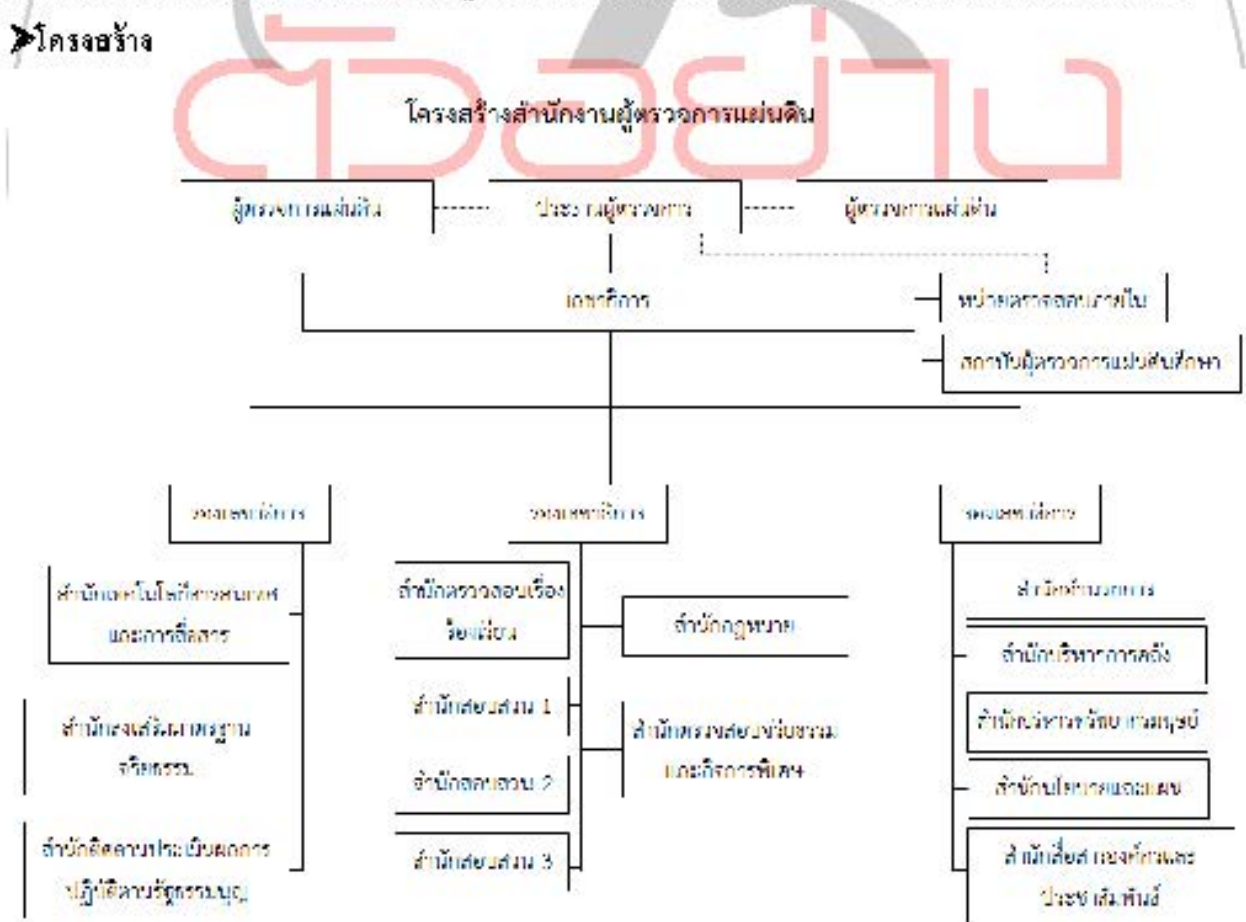 ➤โครงสร้าง
ตัวอย่าง
โครงสร้างสำนักงานผู้ตรวจการแผ่นดิน
ผู้ตรวจการแผ่นดิน
ประธานผู้ตรวจการ
ผู้ตรวจการแผ่นดิน
เลขาธิการ
หน่วยตรวจสอบภายใน
สถาบันผู้ตรวจการแผ่นดินศึกษา
รองเลขาธิการ
รองเลขาธิการ
รองเลขาธิการ
สำนักเทคโนโลยีสารสนเทศ
และการสื่อสาร
สำนักส่งเสริมมาตรฐาน
จริยธรรม
สำนักติดตามประเมินผลการ
ปฏิบัติตามรัฐธรรมนูญ
สำนักตรวจสอบเรื่อง
ร้องเรียน
สำนักสอบสวน 1
สำนักสอบสวน 2
สำนักสอบสวน 3
สำนักกฎหมาย
สำนักตรวจสอบจริยธรรม
และกิจการพิเศษ
สำนักอำนวยการ
สำนักบริหารการคลัง
สำนักบริหารทรัพยากรมนุษย์
สำนักนโยบายและแผน
สำนักสื่อสารองค์กรและ
ประชาสัมพันธ์